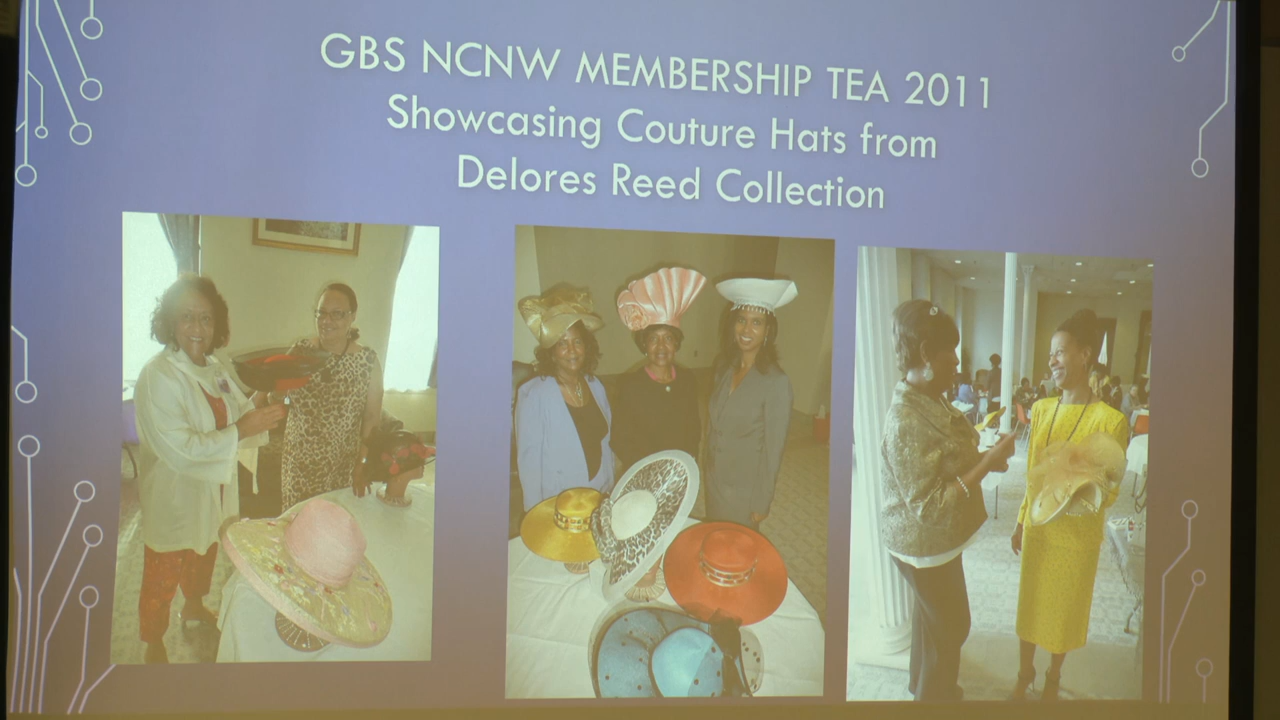 GBS NCNW MEMBERSHIP TEA 2011
Showcasing Couture Hats from
Delores Reed Collection